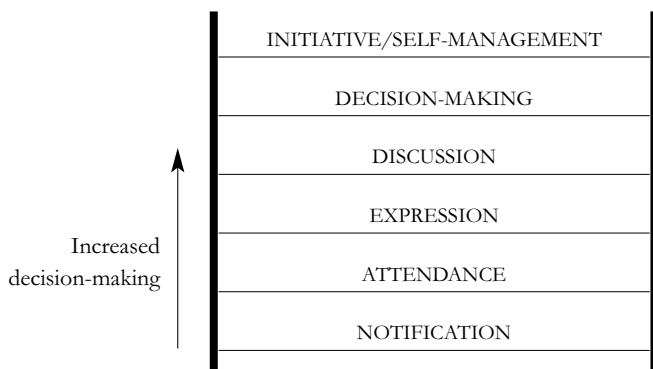 INITIATIVE/SELF-MANAGEMENT
DECISION-MAKING
DISCUSSION
EXPRESSION
Increased
decision-making
ATTENDANCE
NOTIFICATION